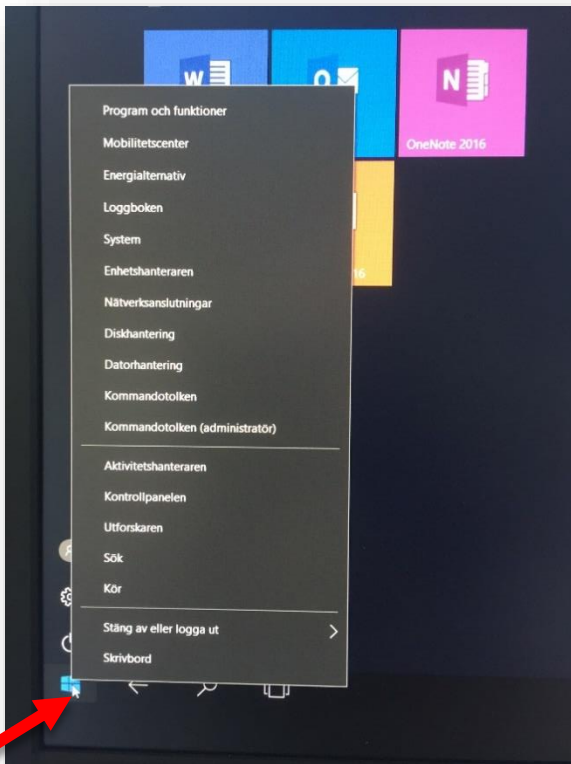 W
O
N
OneNote 2016
16
Program och funktioner
Mobilitetscenter
Energialternativ
Loggboken
System
Enhetshanteraren
Nätverksanslutningar
Diskhantering
Datorhantering
Kommandotolken
Kommandotolken (administratör)
Aktivitetshanteraren
Kontrollpanelen
Utforskaren
Sök
Kör
Stäng av eller logga ut
Skrivbord